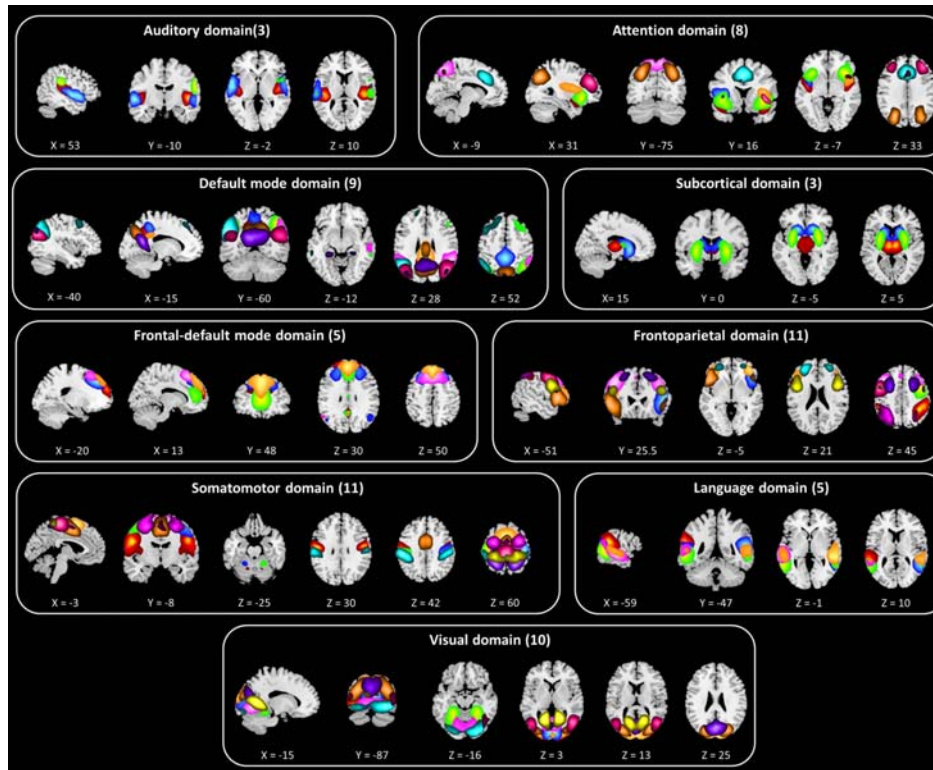 Auditory domain(3)
X = 53 Y = -10 Z = -2 Z = 10
Attention domain (8)
X = -9 X = 31 Y = -75 Y = 16 Z = -7 Z = 33
Default mode domain (9)
X = -40 X = -15 Y = -60 Z = -12 Z = 28 Z = 52
Subcortical domain (3)
X= 15 Y = 0 Z = -5 Z = 5
Frontal-default mode domain (5)
X = -20 X = 13 Y = 48 Z = 30 Z = 50
Frontoparietal domain (11)
X = -51 Y = 25.5 Z = -5 Z = 21 Z = 45
Somatomotor domain (11)
X = -3 Y = -8 Z = -25 Z = 30 Z = 42 Z = 60
Language domain (5)
X = -59 Y = -47 Z = -1 Z = 10
Visual domain (10)
X = -15 Y = -87 Z = -16 Z = 3 Z = 13 Z = 25